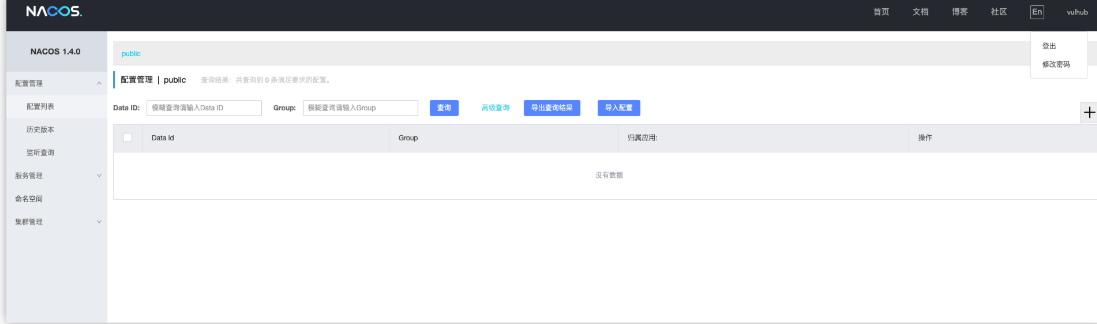 NACOS. 首页 文档 博客 社区 En vulhub
登出
修改密码
NACOS 1.4.0
public
配置管理
配置管理 | public 查询结果：共查询到 0 条满足要求的配置。
配置列表
Data ID: 模糊查询请输入Data ID Group: 模糊查询请输入Group 查询 高级查询 导出查询结果 导入配置
历史版本
Data Id Group 归属应用: 操作
监听查询
服务管理
没有数据
命名空间
集群管理